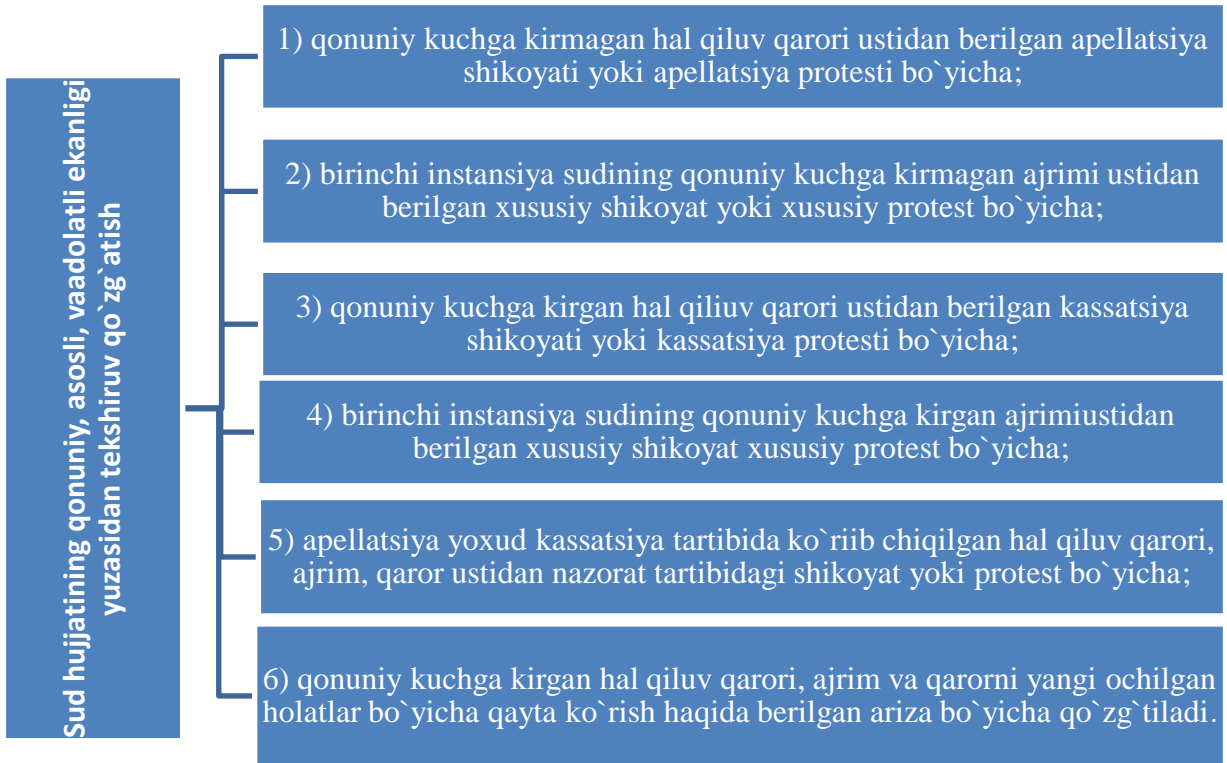 Sud hujjatining qonuniy, asosli, vaadolatli ekanligi
yuzasidan tekshiruv qo`zg`atish
1) qonuniy kuchga kirmagan hal qiluv qarori ustidan berilgan apellatsiya
shikoyati yoki apellatsiya protesti bo`yicha;
2) birinchi instansiya sudining qonuniy kuchga kirmagan ajrimi ustidan
berilgan xususiy shikoyat yoki xususiy protest bo`yicha;
3) qonuniy kuchga kirgan hal qiliuv qarori ustidan berilgan kassatsiya
shikoyati yoki kassatsiya protesti bo`yicha;
4) birinchi instansiya sudining qonuniy kuchga kirgan ajrimiustidan
berilgan xususiy shikoyat xususiy protest bo`yicha;
5) apellatsiya yoxud kassatsiya tartibida ko`riib chiqilgan hal qiluv qarori,
ajrim, qaror ustidan nazorat tartibidagi shikoyat yoki protest bo`yicha;
6) qonuniy kuchga kirgan hal qiluv qarori, ajrim va qarorni yangi ochilgan
holatlar bo`yicha qayta ko`rish haqida berilgan ariza bo`yicha qo`zg`tiladi.